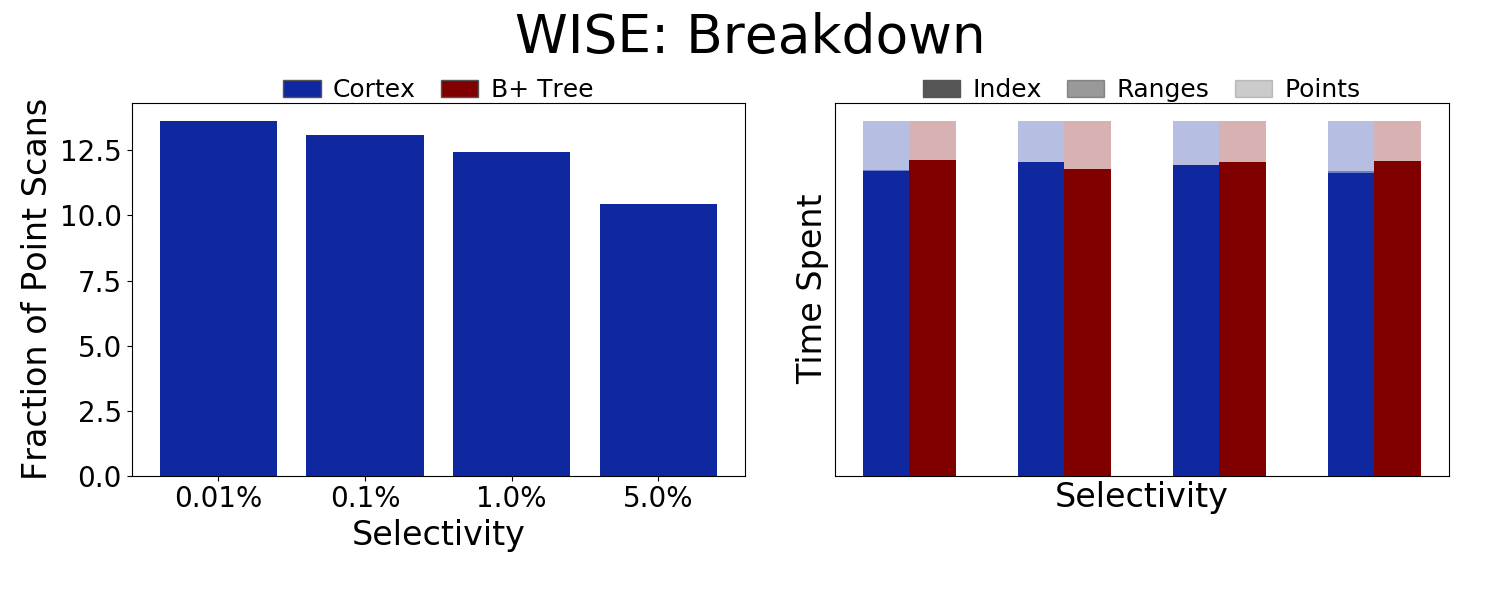 WISE: Breakdown
Cortex
B+ Tree
Fraction of Point Scans
12.5
10.0
7.5
5.0
2.5
0.0
0.01%
0.1%
1.0%
5.0%
Selectivity
Index
Ranges
Points
Time Spent
Selectivity